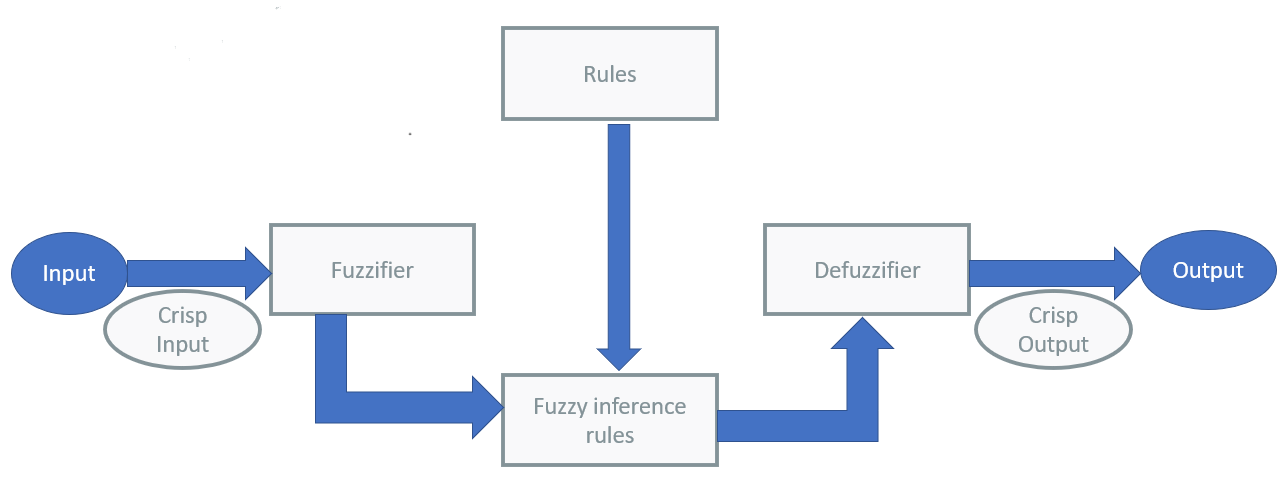 Rules
Input
Fuzzifier
Defuzzifier
Output
Crisp
Input
Crisp
Output
Fuzzy inference
rules